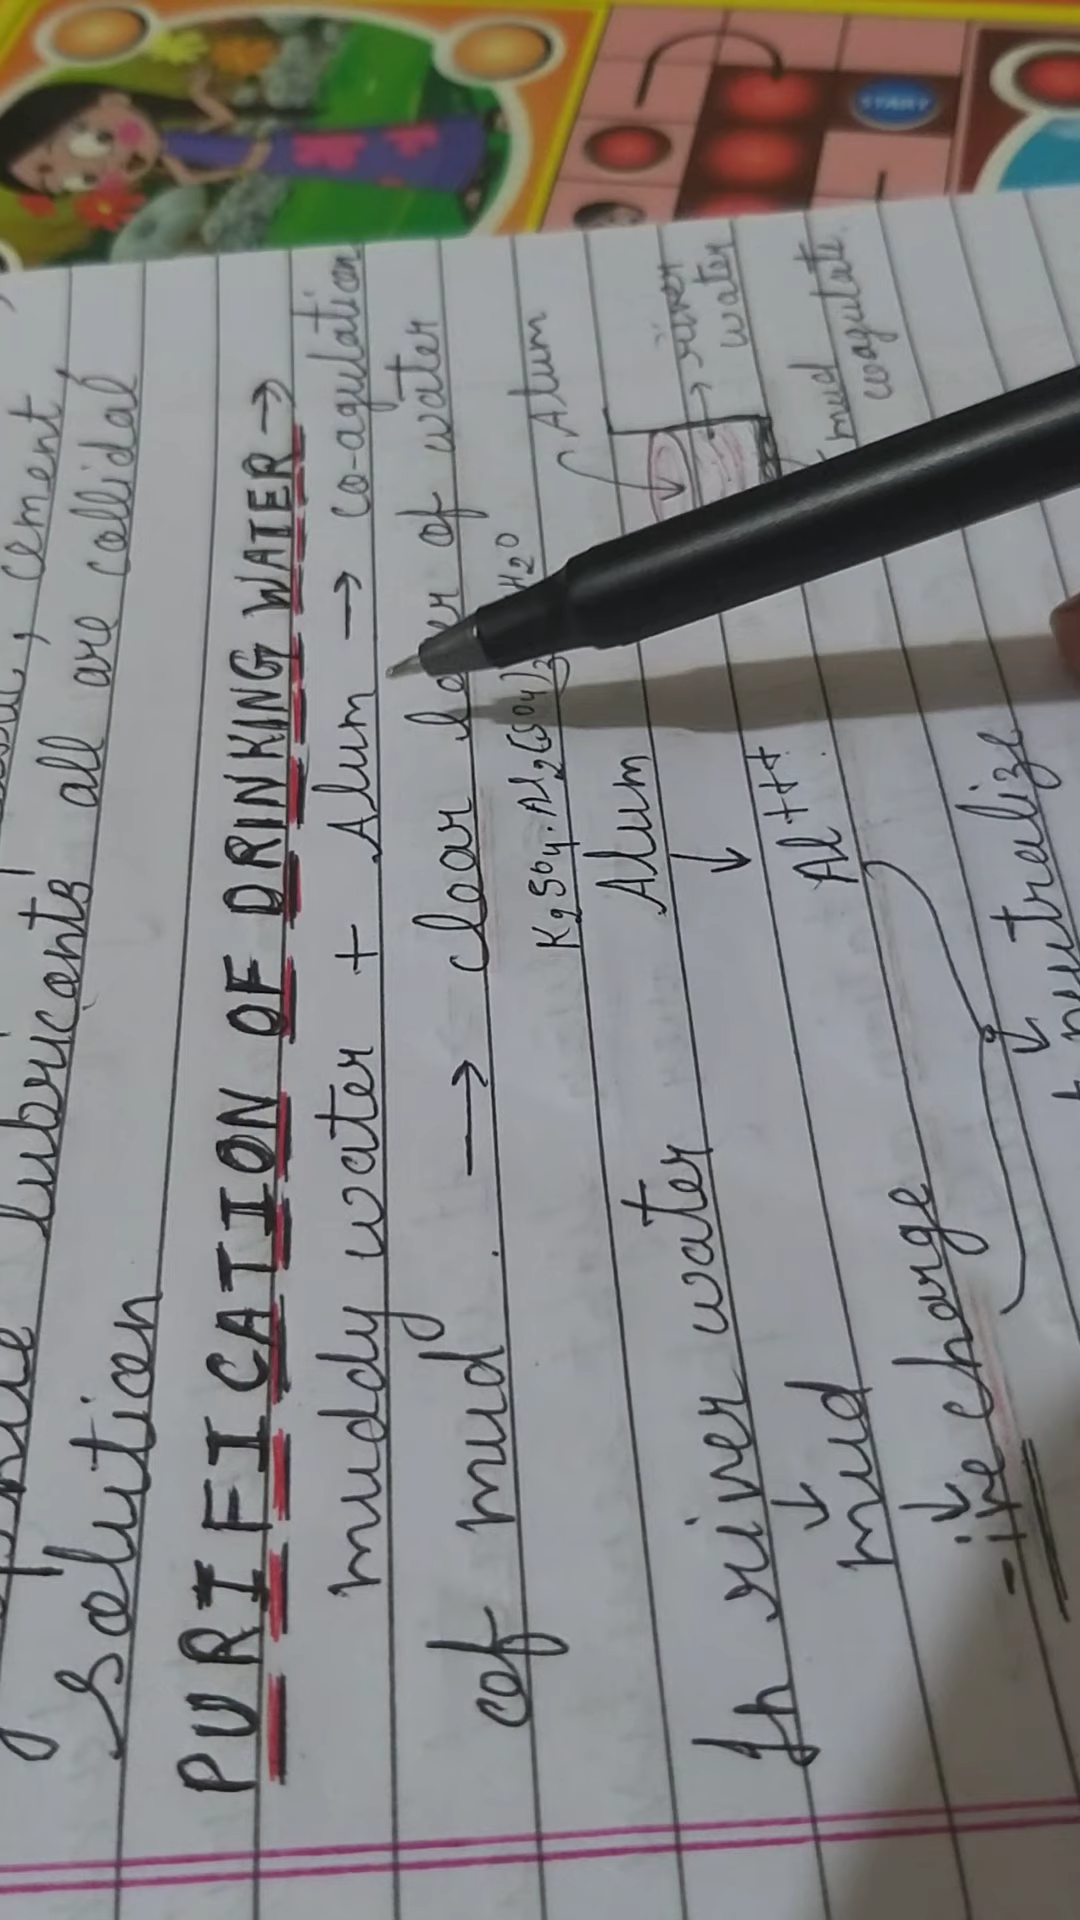 cement
lubricants all are collidal
solution
PURIFICATION OF DRINKING WATER →
muddy water + Alum → co-agulation
of mud. → clear of water
K2SO4.Al2(SO4)3 H2O
Alum
In river water Alum
→ river water
↓ ↓
mud Al+++
mud coagulate
↓
-ive charge
↓
neutralize
START